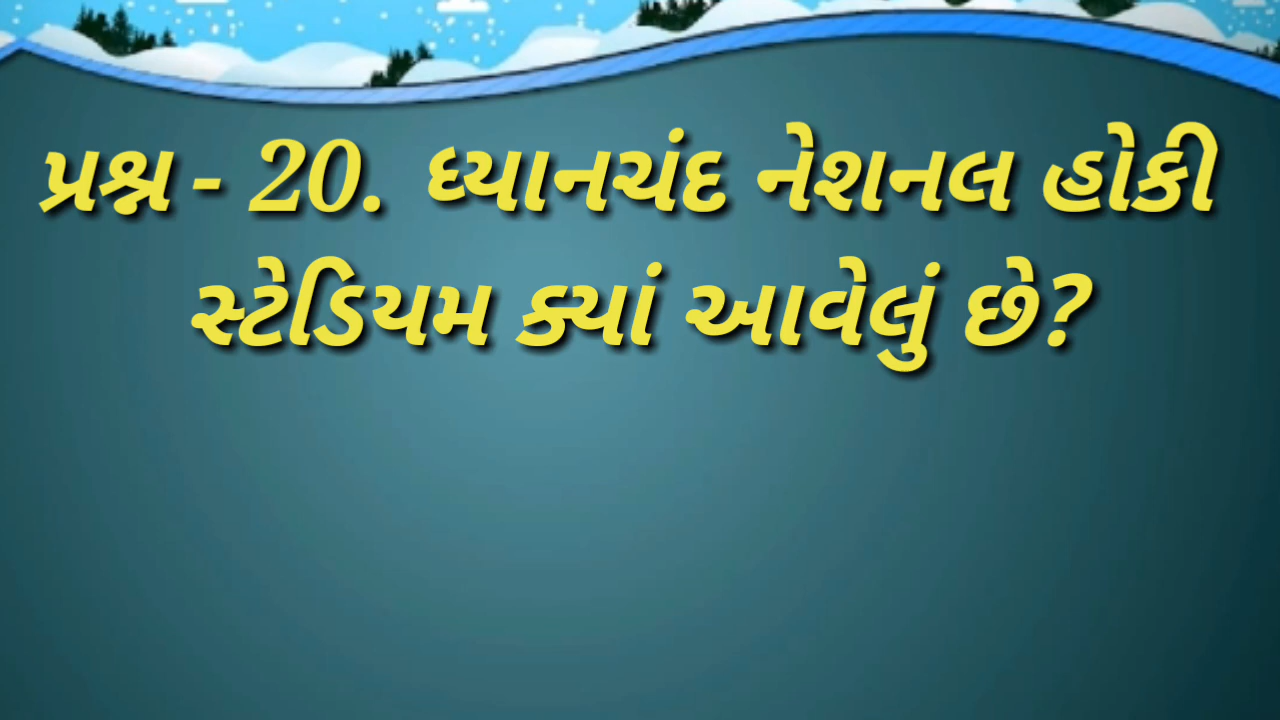 પ્રશ્ન - 20. ધ્યાનચંદ નેશનલ હોકી
સ્ટેડિયમ ક્યાં આવેલું છે?